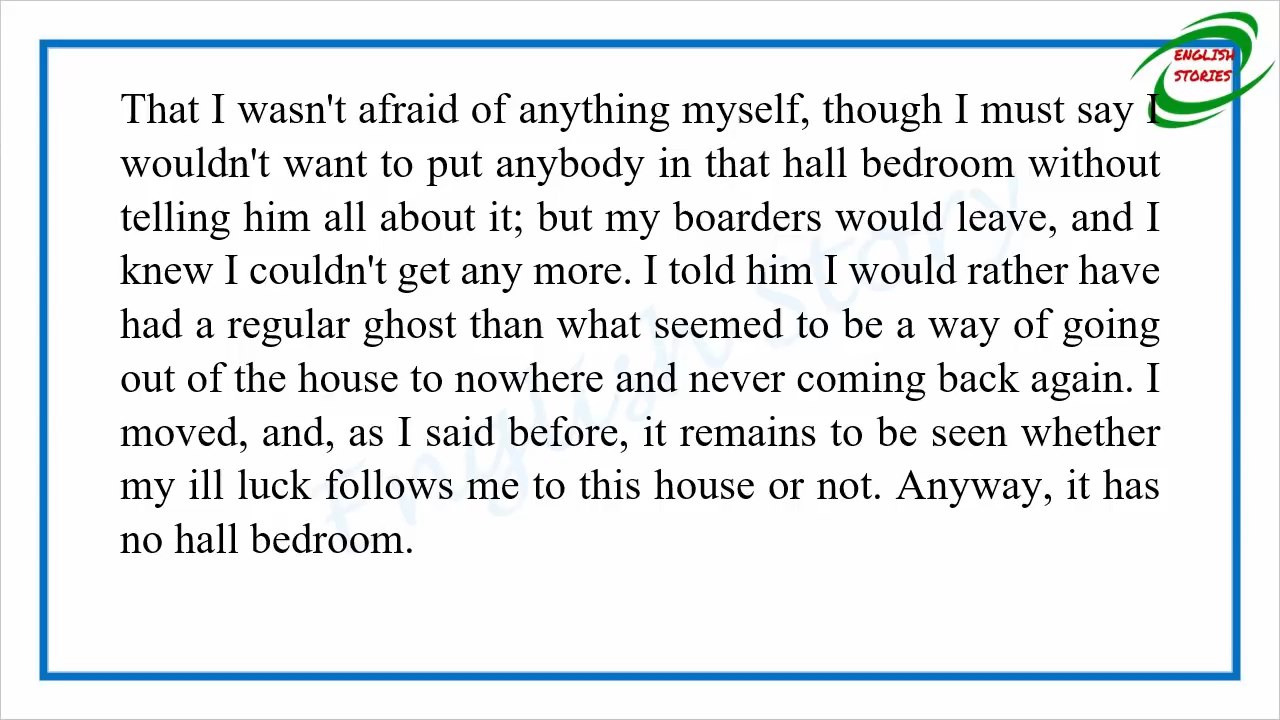 ENGLISH
STORIES
That I wasn't afraid of anything myself, though I must say I
wouldn't want to put anybody in that hall bedroom without
telling him all about it; but my boarders would leave, and I
knew I couldn't get any more. I told him I would rather have
had a regular ghost than what seemed to be a way of going
out of the house to nowhere and never coming back again. I
moved, and, as I said before, it remains to be seen whether
my ill luck follows me to this house or not. Anyway, it has
no hall bedroom.
English Story